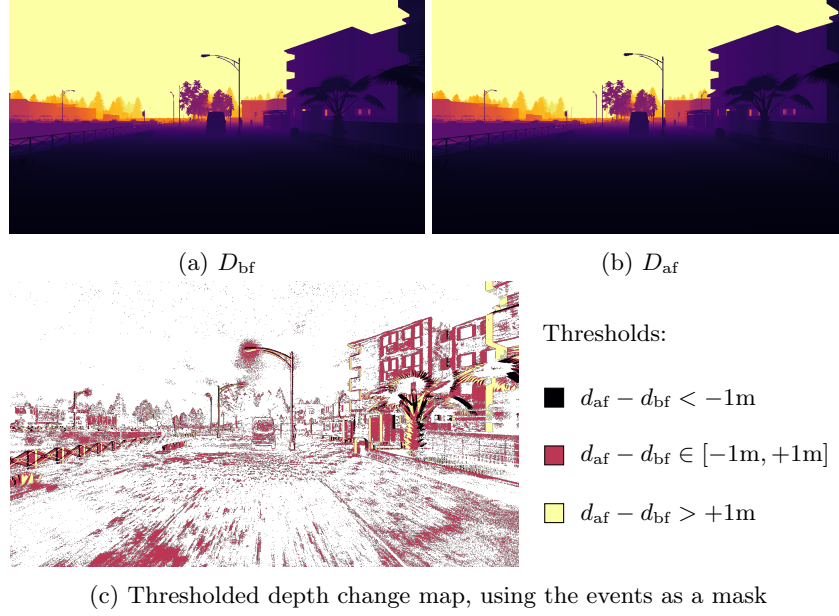 (a) D_bf
(b) D_af
Thresholds:
d_af − d_bf < −1m
d_af − d_bf ∈ [−1m, +1m]
d_af − d_bf > +1m
(c) Thresholded depth change map, using the events as a mask